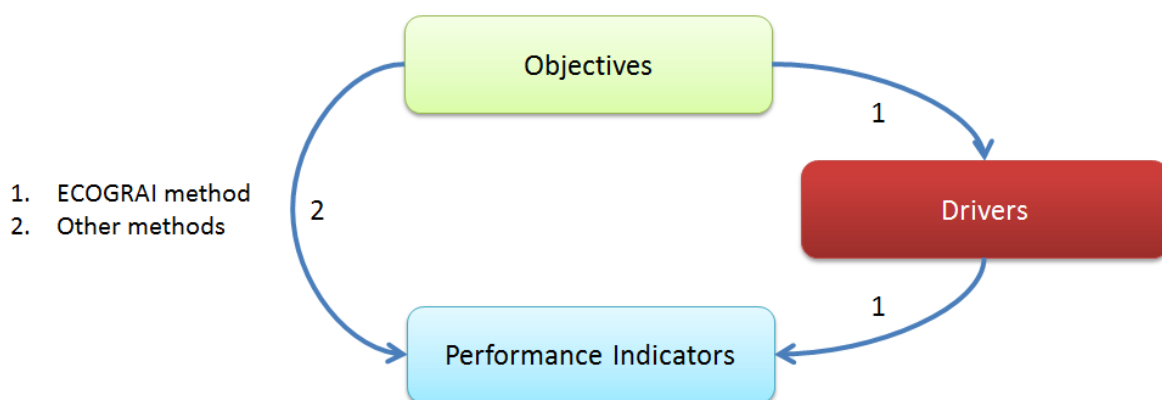 Objectives
1
1. ECOGRAI method
2. Other methods
2
Drivers
1
Performance Indicators